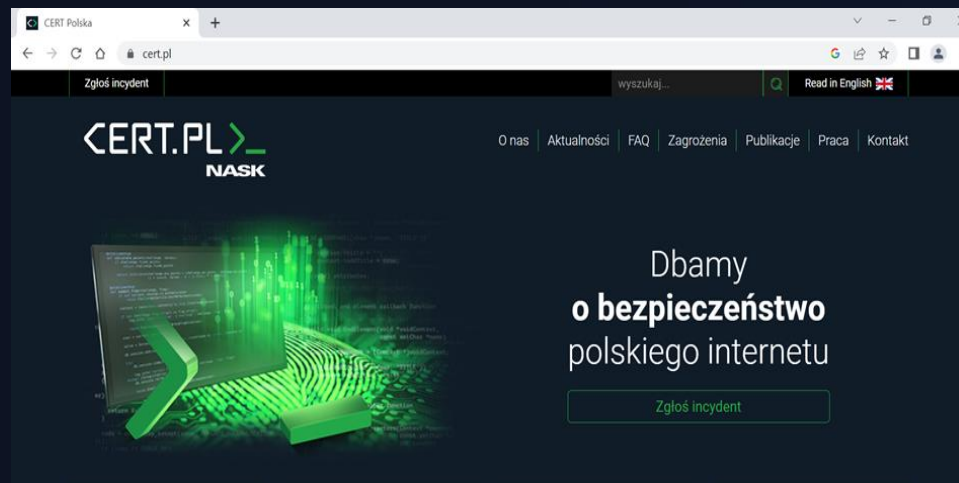 CERT Polska
cert.pl
Zgłoś incydent
wyszukaj...
Read in English
CERT.PL>_
NASK
O nas
Aktualności
FAQ
Zagrożenia
Publikacje
Praca
Kontakt
Dbamy
o bezpieczeństwo
polskiego internetu
Zgłoś incydent